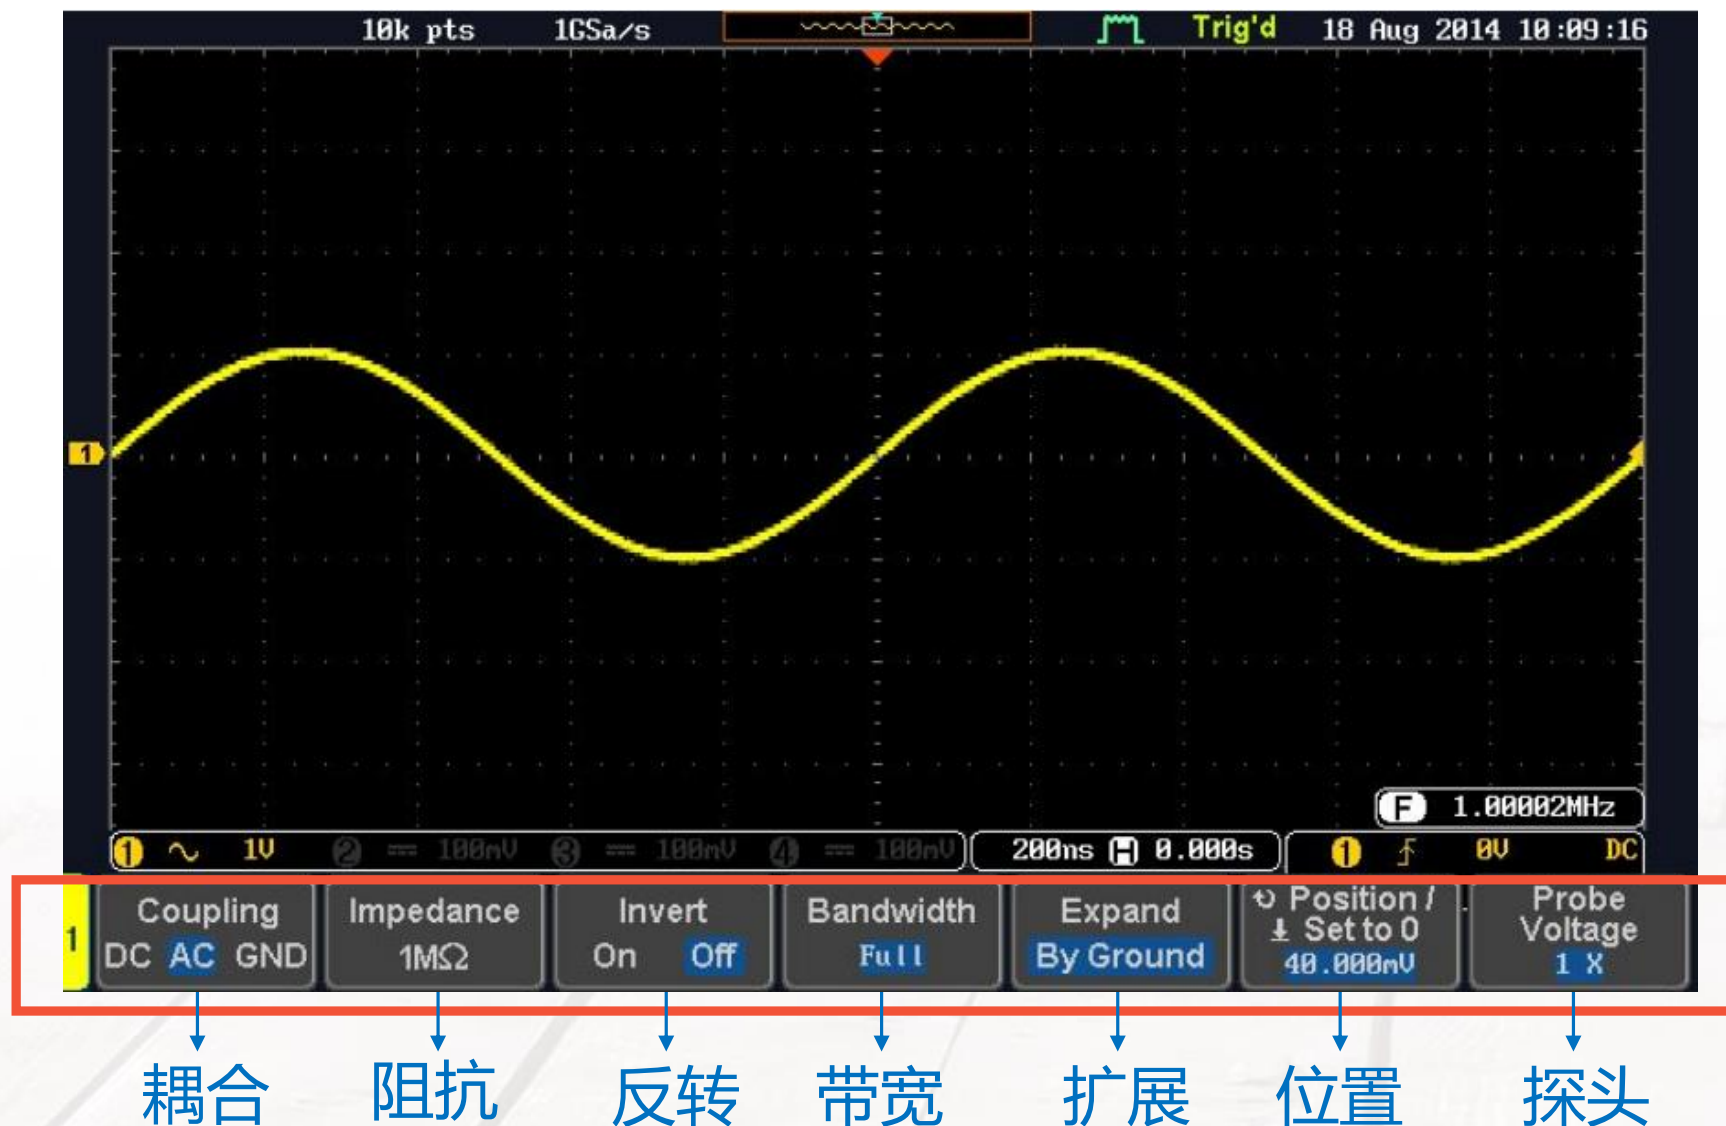 10k pts 1GSa/s Trig'd 18 Aug 2014 10:09:16
1
F 1.00002MHz
1 1V 2 100mV 3 100mV 4 100mV 200ns H 0.000s 1 0V DC
1
Coupling
DC AC GND
Impedance
1MΩ
Invert
On Off
Bandwidth
Full
Expand
By Ground
Position /
Set to 0
40.000mV
Probe
Voltage
1 X
耦合 阻抗 反转 带宽 扩展 位置 探头